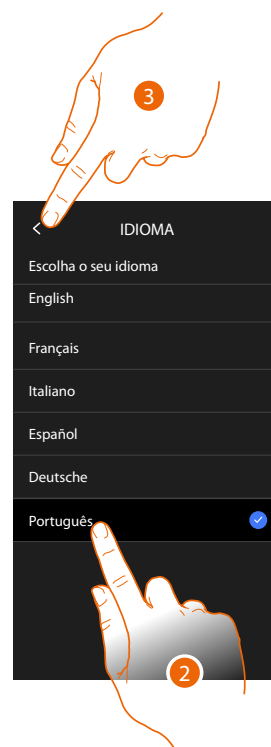 3
< IDIOMA
Escolha o seu idioma
English
Français
Italiano
Español
Deutsche
Português
2